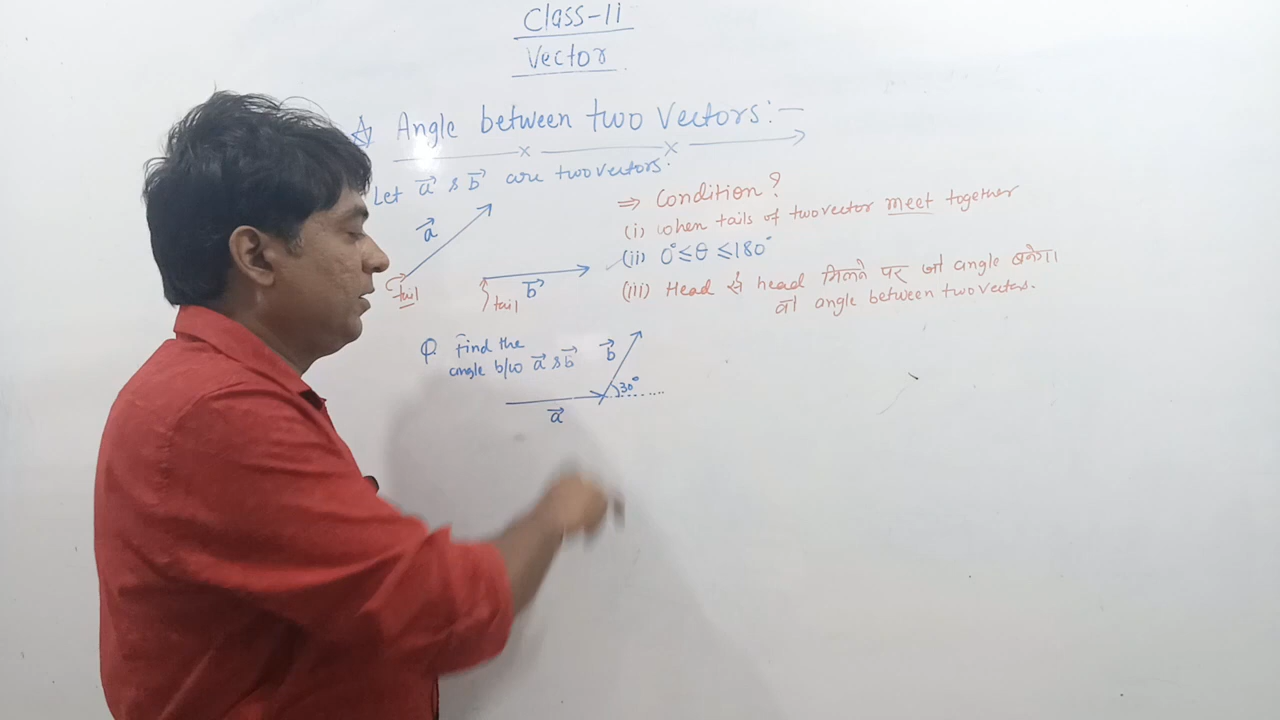 Class-11
Vector
☆ Angle between two Vectors:-
Let a⃗ & b⃗ are two vectors.
a⃗
tail
b⃗
tail
⇒ Condition?
(i) when tails of two vector meet together
(ii) 0°≤θ≤180°
(iii) Head से head मिलने पर जो angle बनेगा
वो angle between two vectors.
Q. Find the
angle b/w a⃗ & b⃗
b⃗
30°
a⃗